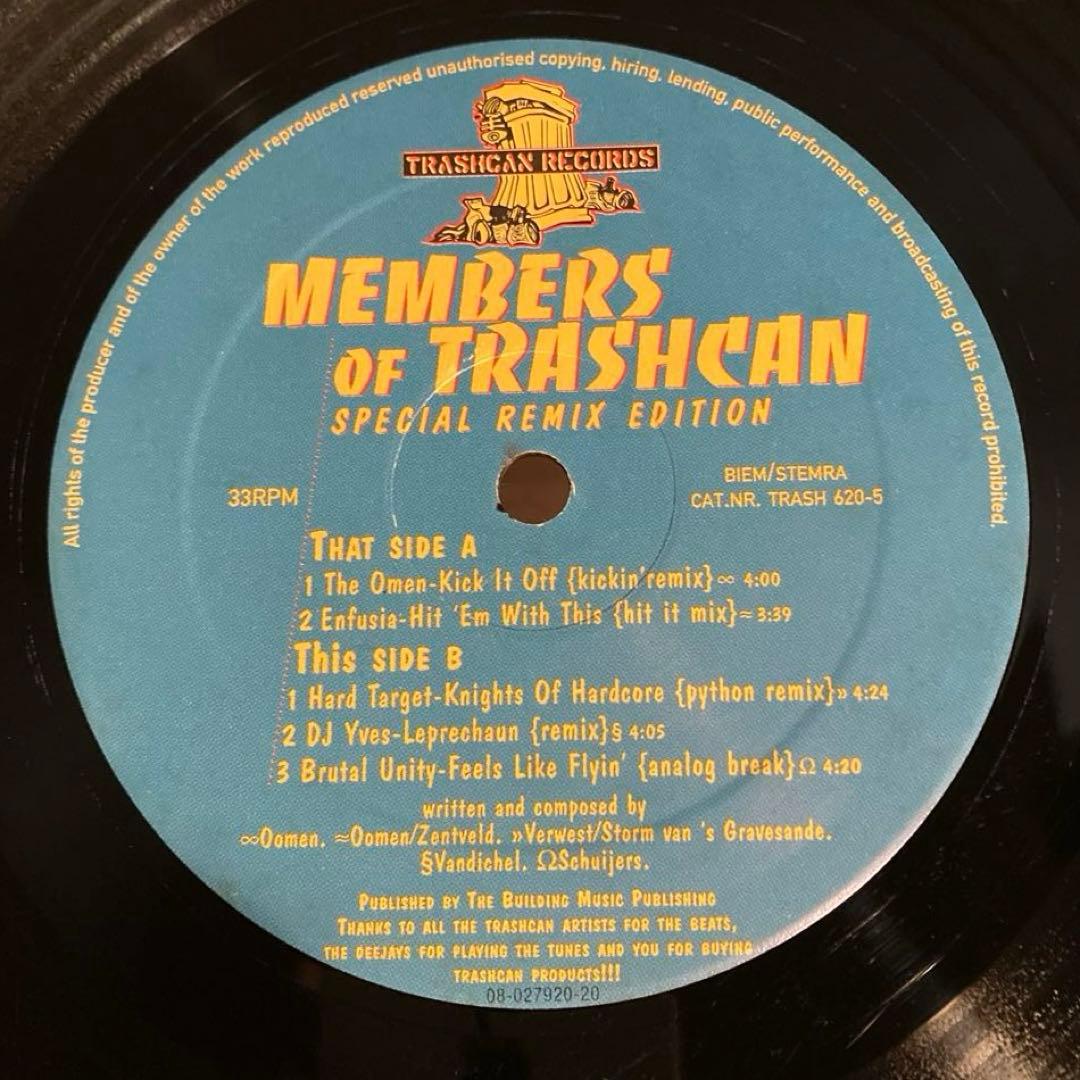 All rights of the producer and of the owner of the work reproduced reserved unauthorised copying, hiring, lending, public performance and broadcasting of this record prohibited.
TRASHCAN RECORDS
MEMBERS
OF TRASHCAN
SPECIAL REMIX EDITION
33RPM
BIEM/STEMRA
CAT.NR. TRASH 620-5
THAT SIDE A
1 The Omen-Kick It Off {kickin'remix}∞ 4:00
2 Enfusia-Hit 'Em With This {hit it mix}≈3:39
This SIDE B
1 Hard Target-Knights Of Hardcore {python remix}» 4:24
2 DJ Yves-Leprechaun {remix}§ 4:05
3 Brutal Unity-Feels Like Flyin' {analog break}Ω 4:20
written and composed by
∞Oomen. ≈Oomen/Zentveld. »Verwest/Storm van 's Gravesande.
§Vandichel. ΩSchuijers.
PUBLISHED BY THE BUILDING MUSIC PUBLISHING
THANKS TO ALL THE TRASHCAN ARTISTS FOR THE BEATS,
THE DEEJAYS FOR PLAYING THE TUNES AND YOU FOR BUYING
TRASHCAN PRODUCTS!!!
08-027920-20